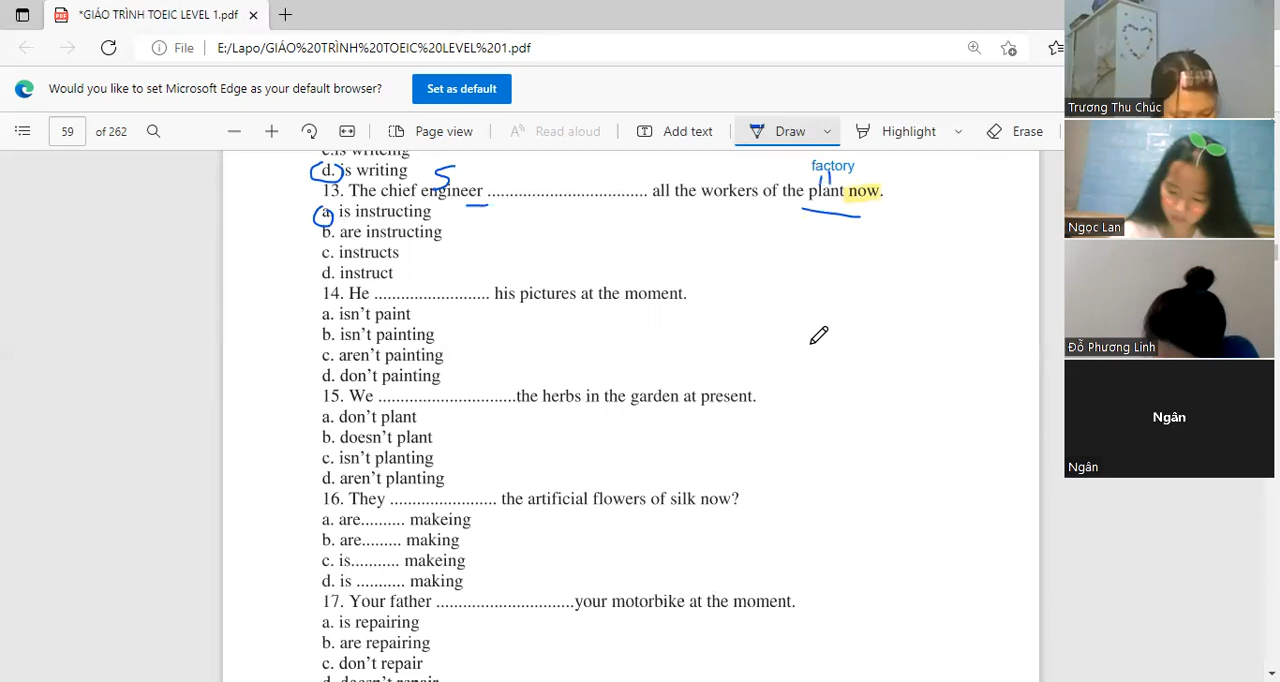 *GIÁO TRÌNH TOEIC LEVEL 1.pdf
File E:/Lapo/GIÁO%20TRÌNH%20TOEIC%20LEVEL%201.pdf
Would you like to set Microsoft Edge as your default browser? Set as default
59 of 262 Page view Read aloud Add text Draw Highlight Erase
d. is writing S factory
13. The chief engineer ................................... all the workers of the plant now.
a. is instructing
b. are instructing
c. instructs
d. instruct
14. He .......................... his pictures at the moment.
a. isn’t paint
b. isn’t painting
c. aren’t painting
d. don’t painting
15. We ...............................the herbs in the garden at present.
a. don’t plant
b. doesn’t plant
c. isn’t planting
d. aren’t planting
16. They ........................ the artificial flowers of silk now?
a. are.......... makeing
b. are......... making
c. is........... makeing
d. is ........... making
17. Your father ...............................your motorbike at the moment.
a. is repairing
b. are repairing
c. don’t repair
d. doesn’t repair
Trương Thu Chúc
Ngọc Lan
Đỗ Phương Linh
Ngân
Ngân